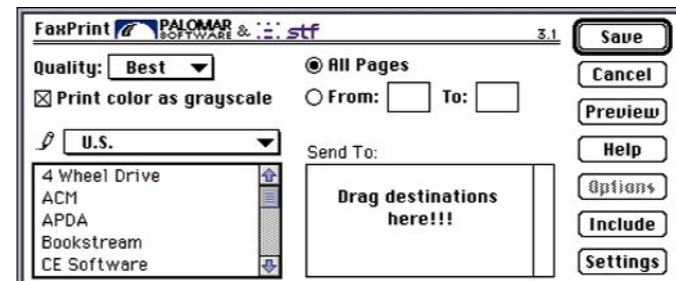 FaxPrint PALOMAR SOFTWARE & stf 3.1
Quality: Best
Print color as grayscale
All Pages
From: To:
U.S.
4 Wheel Drive
ACM
APDA
Bookstream
CE Software
Send To:
Drag destinations
here!!!
Save
Cancel
Preview
Help
Options
Include
Settings